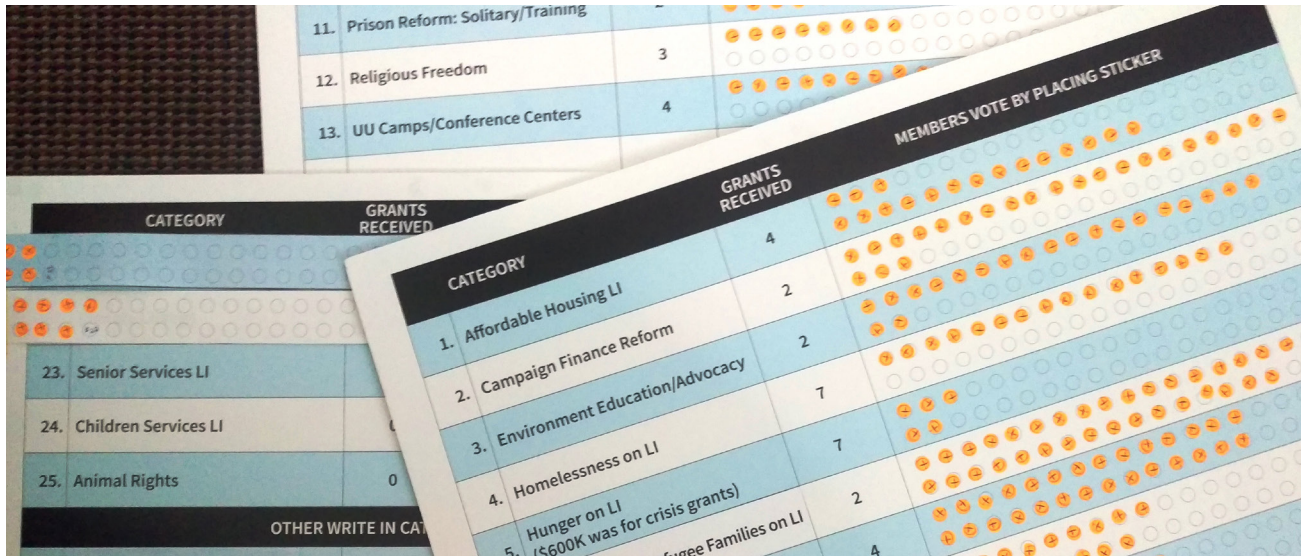 11. Prison Reform: Solitary/Training
12. Religious Freedom 3
13. UU Camps/Conference Centers 4
CATEGORY GRANTS RECEIVED
23. Senior Services LI
24. Children Services LI
25. Animal Rights 0
OTHER WRITE IN
CATEGORY GRANTS RECEIVED MEMBERS VOTE BY PLACING STICKER
1. Affordable Housing LI 4
2. Campaign Finance Reform 2
3. Environment Education/Advocacy 2
4. Homelessness on LI 7
5. Hunger on LI 7
($600K was for crisis grants)
Families on LI 2
4